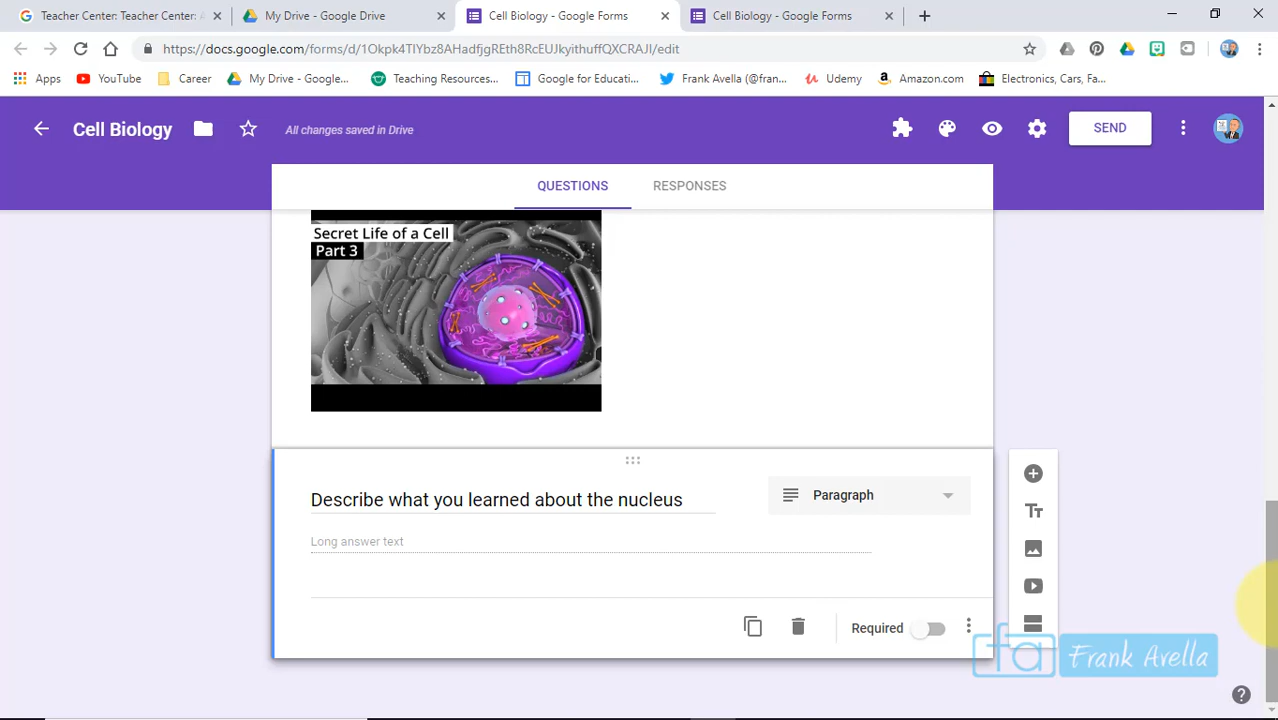 Teacher Center: Teacher Center: A
My Drive - Google Drive
Cell Biology - Google Forms
Cell Biology - Google Forms
https://docs.google.com/forms/d/1Okpk4TlYbz8AHadfjgREth8RcEUJkyithuffQXCRAJI/edit
Apps
YouTube
Career
My Drive - Google...
Teaching Resources...
Google for Educati...
Frank Avella (@fran...
Udemy
Amazon.com
Electronics, Cars, Fa...
Cell Biology
All changes saved in Drive
SEND
QUESTIONS
RESPONSES
Secret Life of a Cell
Part 3
Describe what you learned about the nucleus
Paragraph
Long answer text
Required
fa Frank Avella